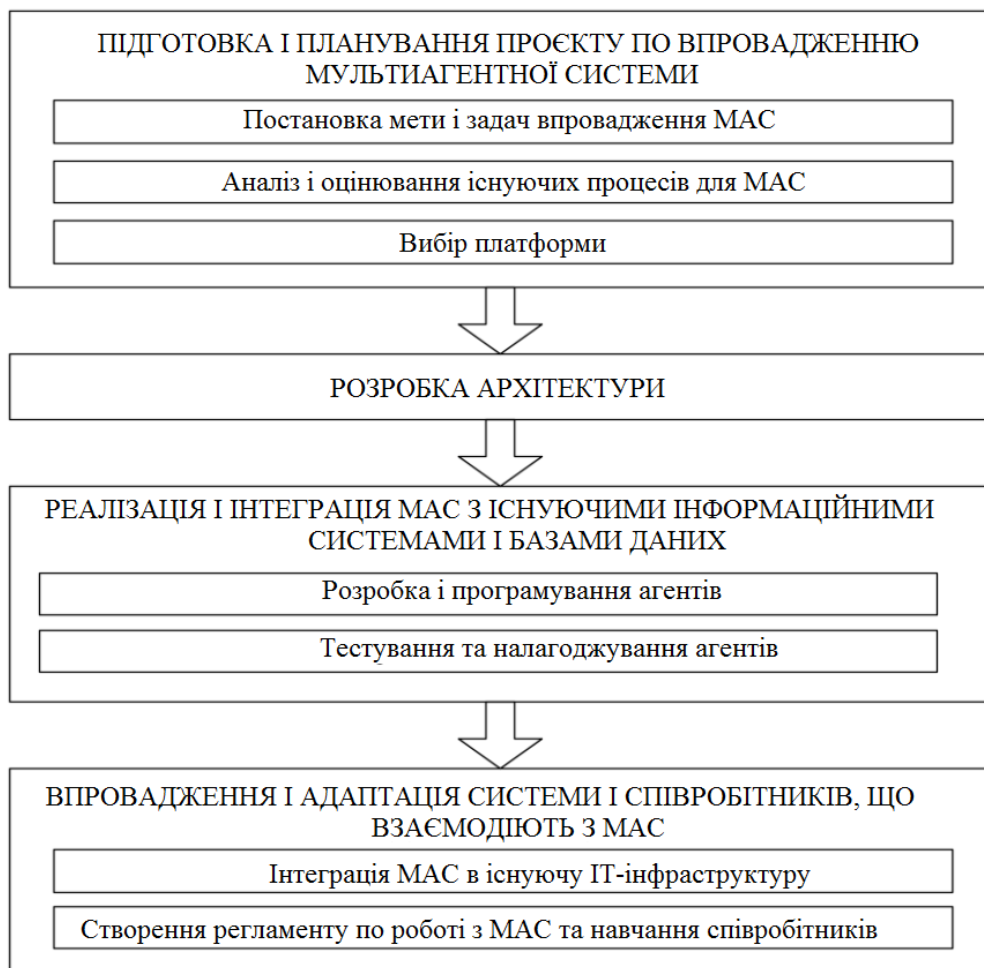 ПІДГОТОВКА І ПЛАНУВАННЯ ПРОЄКТУ ПО ВПРОВАДЖЕННЮ
МУЛЬТИАГЕНТНОЇ СИСТЕМИ
Постановка мети і задач впровадження МАС
Аналіз і оцінювання існуючих процесів для МАС
Вибір платформи
РОЗРОБКА АРХІТЕКТУРИ
РЕАЛІЗАЦІЯ І ІНТЕГРАЦІЯ МАС З ІСНУЮЧИМИ ІНФОРМАЦІЙНИМИ
СИСТЕМАМИ І БАЗАМИ ДАНИХ
Розробка і програмування агентів
Тестування та налагоджування агентів
ВПРОВАДЖЕННЯ І АДАПТАЦІЯ СИСТЕМИ І СПІВРОБІТНИКІВ, ЩО
ВЗАЄМОДІЮТЬ З МАС
Інтеграція МАС в існуючу ІТ-інфраструктуру
Створення регламенту по роботі з МАС та навчання співробітників